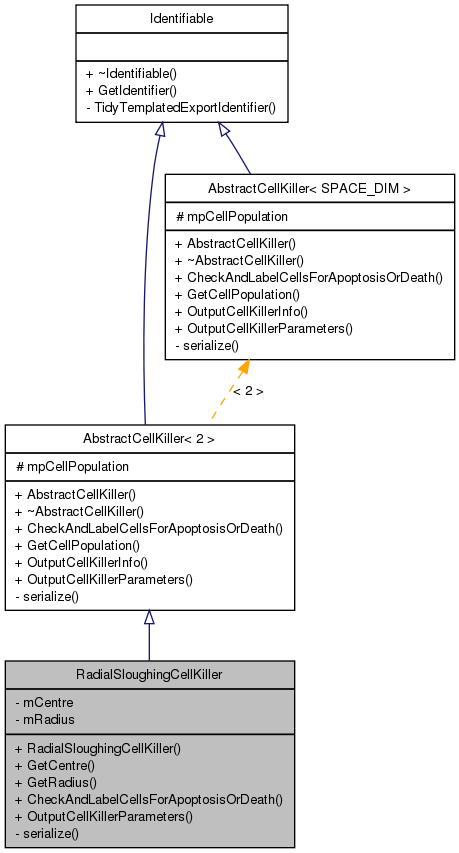 Identifiable
+ ~Identifiable()
+ GetIdentifier()
- TidyTemplatedExportIdentifier()
AbstractCellKiller< SPACE_DIM >
# mpCellPopulation
+ AbstractCellKiller()
+ ~AbstractCellKiller()
+ CheckAndLabelCellsForApoptosisOrDeath()
+ GetCellPopulation()
+ OutputCellKillerInfo()
+ OutputCellKillerParameters()
- serialize()
< 2 >
AbstractCellKiller< 2 >
# mpCellPopulation
+ AbstractCellKiller()
+ ~AbstractCellKiller()
+ CheckAndLabelCellsForApoptosisOrDeath()
+ GetCellPopulation()
+ OutputCellKillerInfo()
+ OutputCellKillerParameters()
- serialize()
RadialSloughingCellKiller
- mCentre
- mRadius
+ RadialSloughingCellKiller()
+ GetCentre()
+ GetRadius()
+ CheckAndLabelCellsForApoptosisOrDeath()
+ OutputCellKillerParameters()
- serialize()